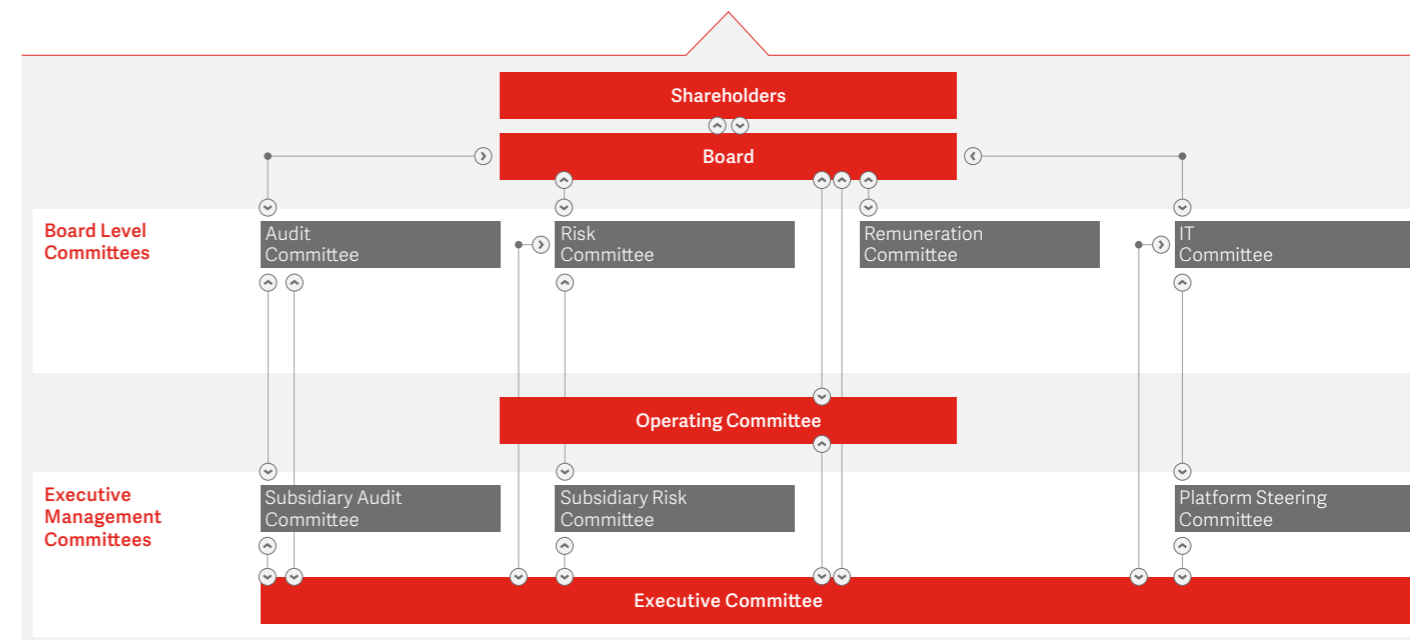 Shareholders
Board
Board Level
Committees
Audit
Committee
Risk
Committee
Remuneration
Committee
IT
Committee
Operating Committee
Executive
Management
Committees
Subsidiary Audit
Committee
Subsidiary Risk
Committee
Platform Steering
Committee
Executive Committee